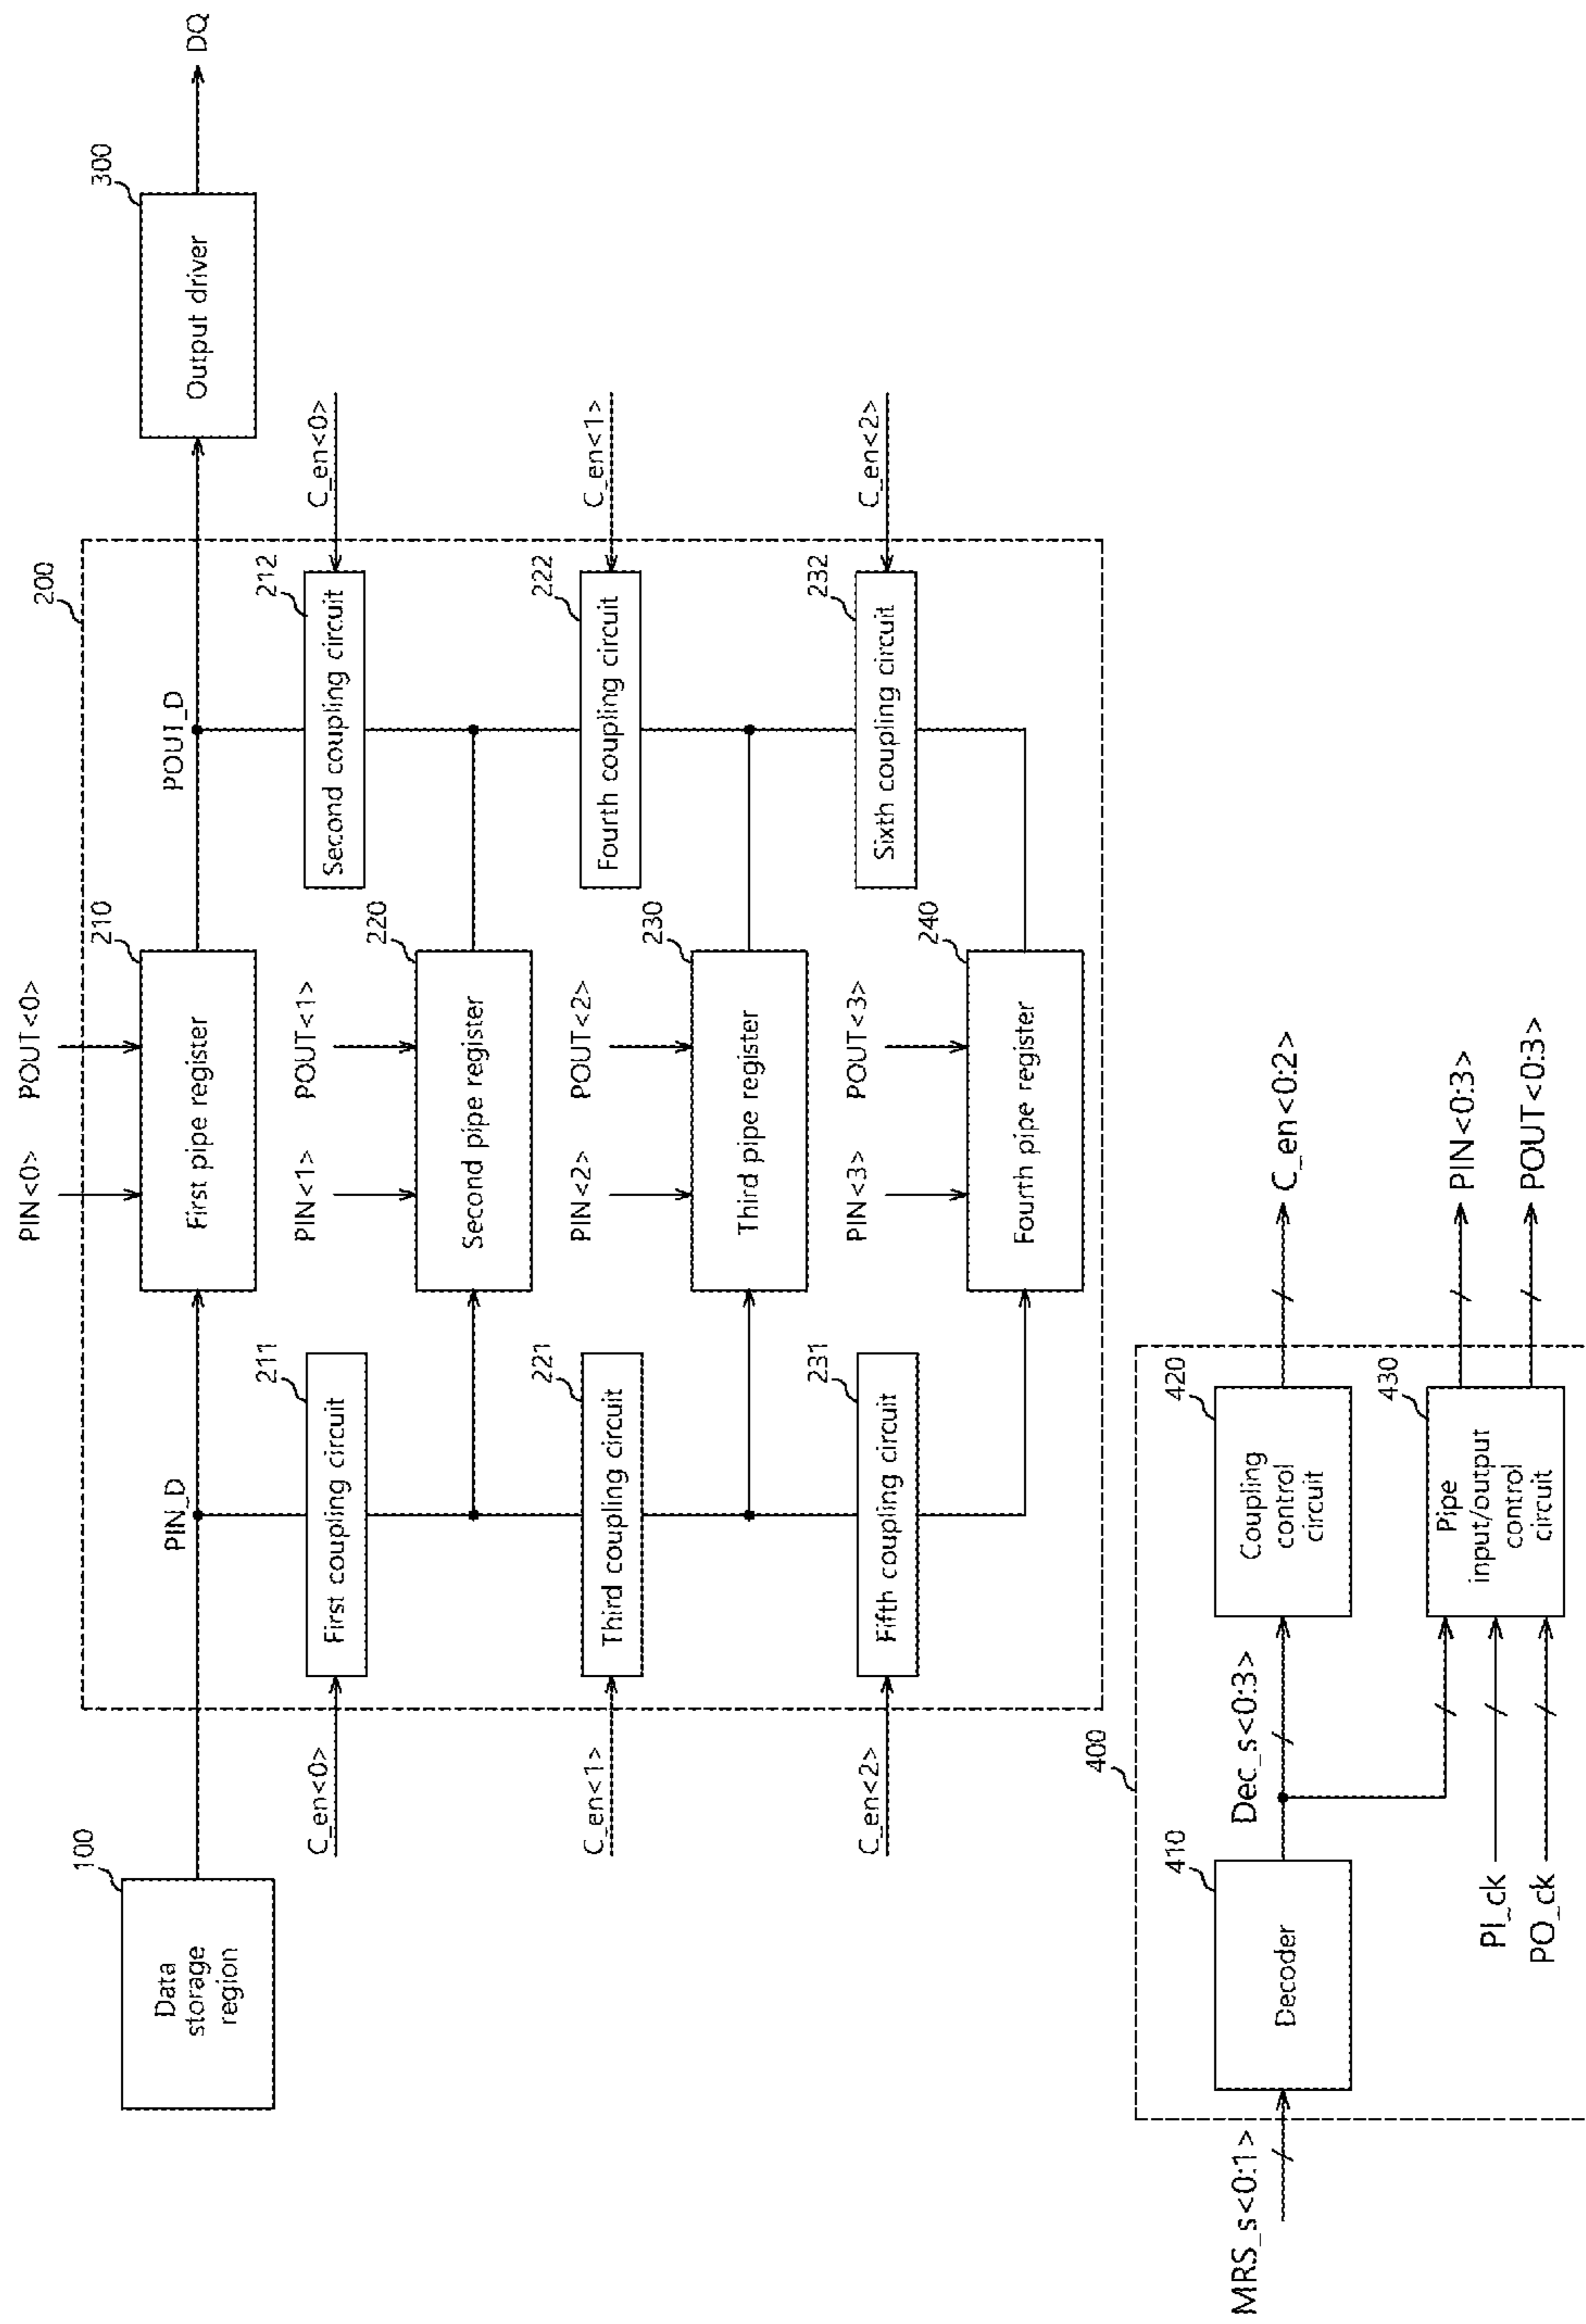 PIN<0>
POUT<0>
200
100
210
300
Data
storage
region
PIN_D
First pipe register
POUT_D
Output driver
DQ
211
212
C_en<0>
First coupling circuit
PIN<1>
POUT<1>
Second coupling circuit
C_en<0>
220
Second pipe register
221
222
C_en<1>
Third coupling circuit
PIN<2>
POUT<2>
Fourth coupling circuit
C_en<1>
230
Third pipe register
231
232
C_en<2>
Fifth coupling circuit
PIN<3>
POUT<3>
Sixth coupling circuit
C_en<2>
240
Fourth pipe register
400
410
420
MRS_s<0:1>
Decoder
Dec_s<0:3>
Coupling
control
circuit
C_en<0:2>
430
PI_ck
PO_ck
Pipe
input/output
control
circuit
PIN<0:3>
POUT<0:3>